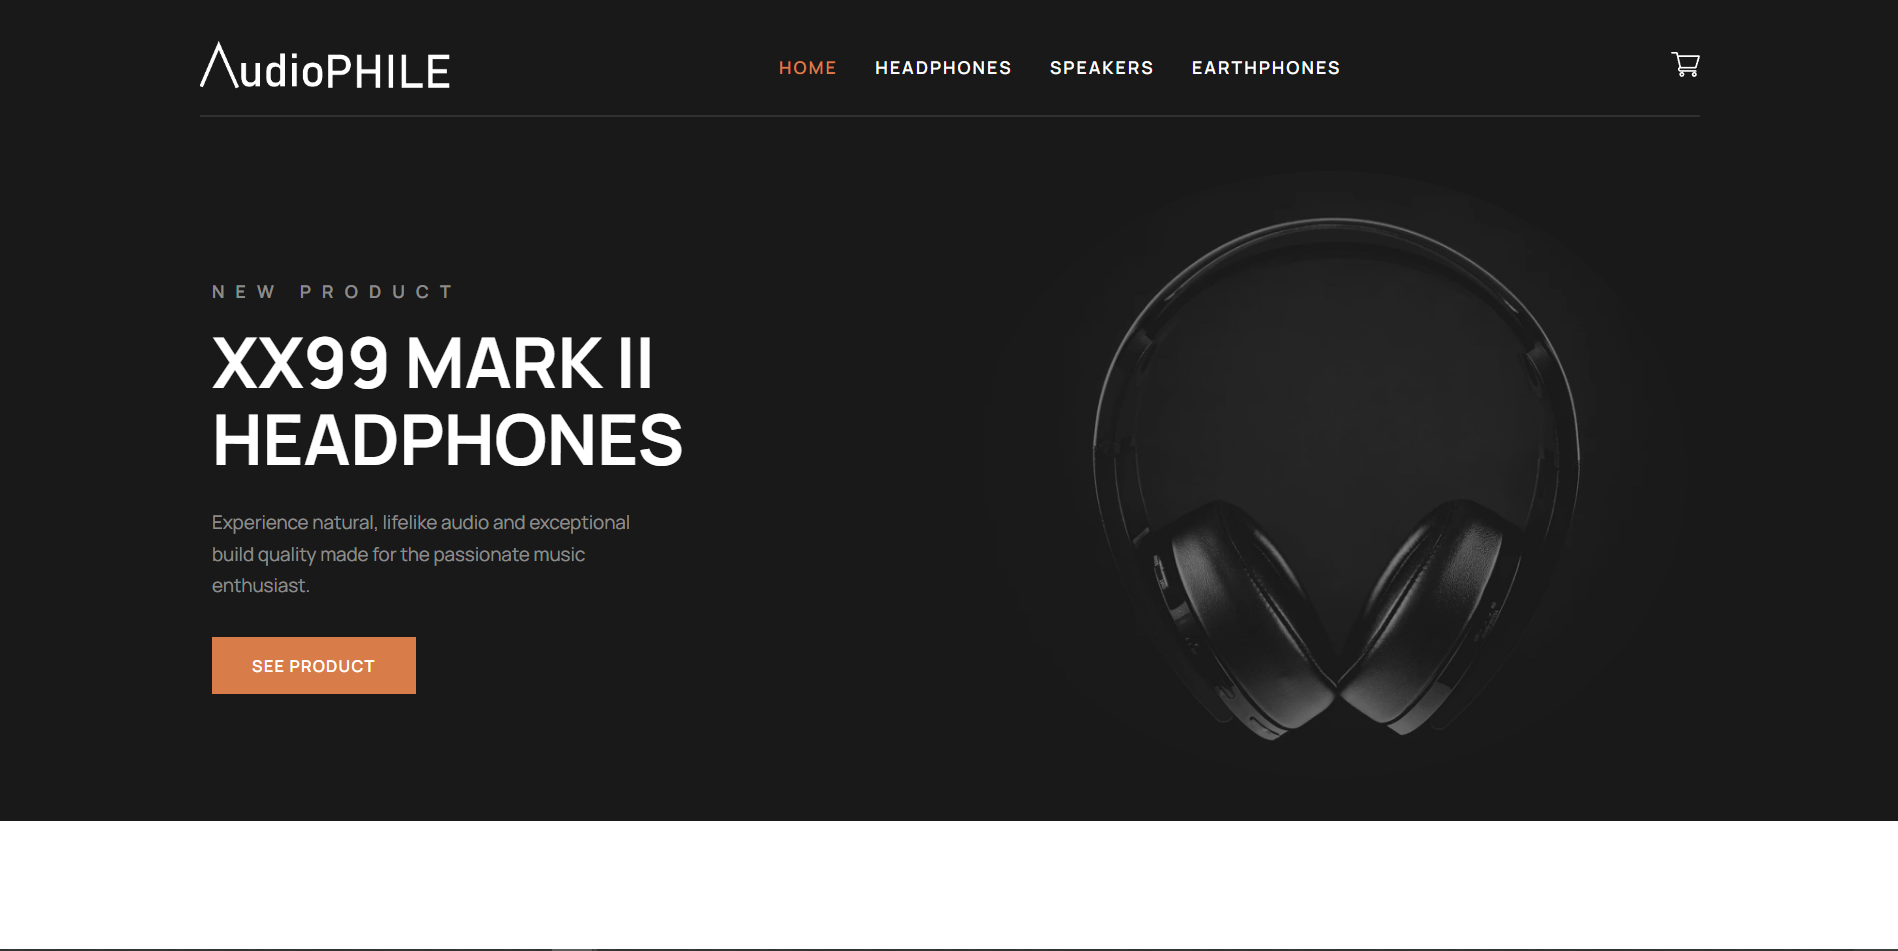 AudioPHILE
HOME HEADPHONES SPEAKERS EARTHPHONES
NEW PRODUCT
XX99 MARK II
HEADPHONES
Experience natural, lifelike audio and exceptional
build quality made for the passionate music
enthusiast.
SEE PRODUCT